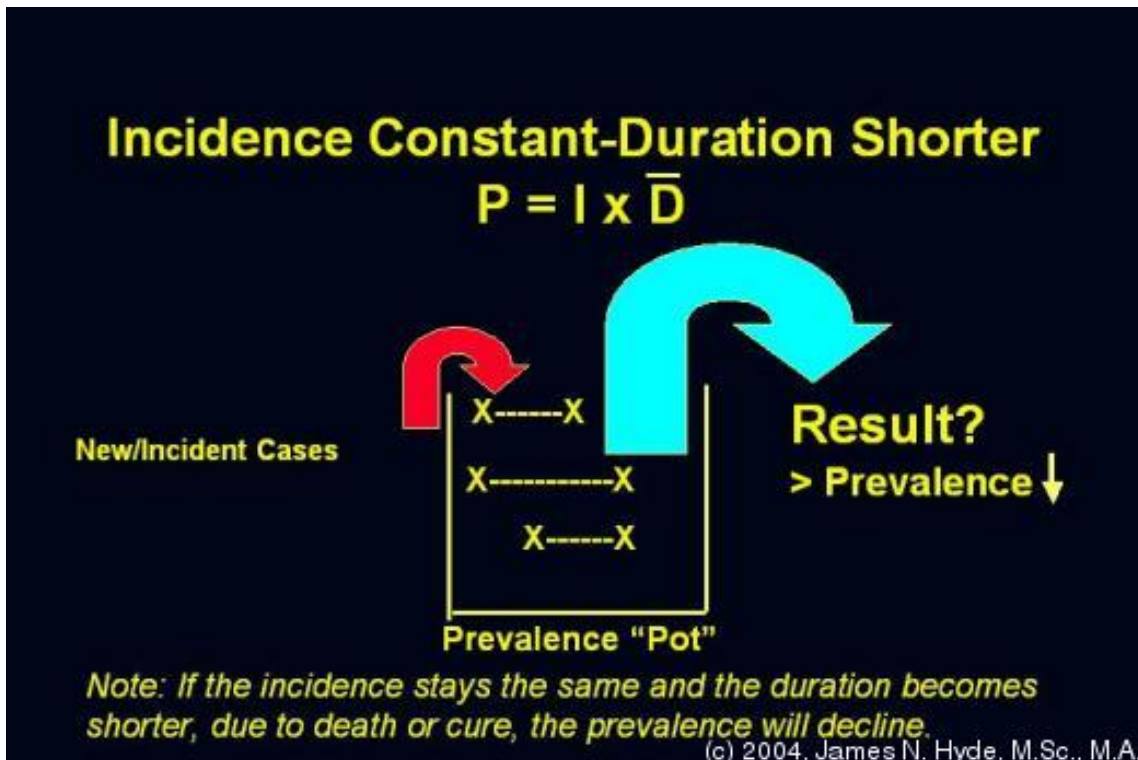 Incidence Constant-Duration Shorter
P = I x D̅
X------X
New/Incident Cases
X-----------X
X------X
Result?
> Prevalence ↓
Prevalence “Pot”
Note: If the incidence stays the same and the duration becomes
shorter, due to death or cure, the prevalence will decline.
(c) 2004, James N. Hyde, M.Sc., M.A